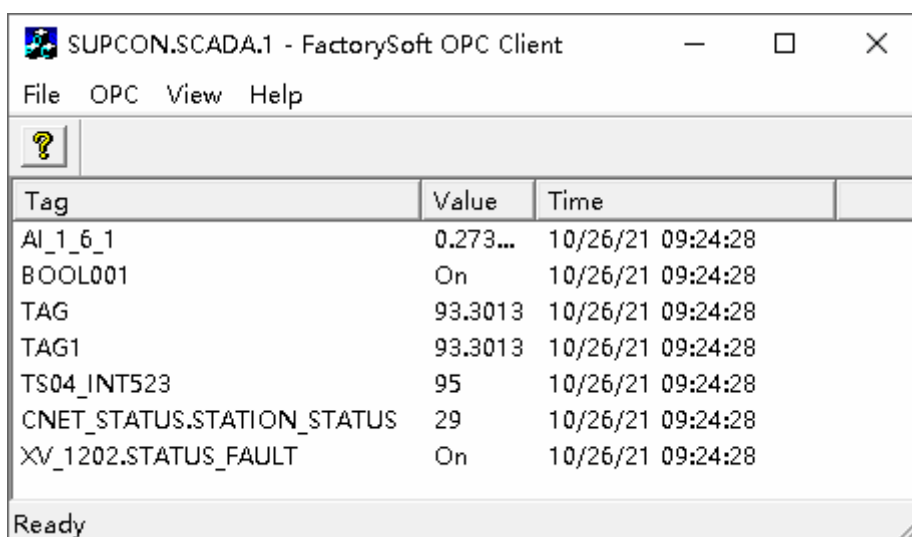 SUPCON.SCADA.1 - FactorySoft OPC Client
File OPC View Help
Tag Value Time
AI_1_6_1 0.273... 10/26/21 09:24:28
BOOL001 On 10/26/21 09:24:28
TAG 93.3013 10/26/21 09:24:28
TAG1 93.3013 10/26/21 09:24:28
TS04_INT523 95 10/26/21 09:24:28
CNET_STATUS.STATION_STATUS 29 10/26/21 09:24:28
XV_1202.STATUS_FAULT On 10/26/21 09:24:28
Ready